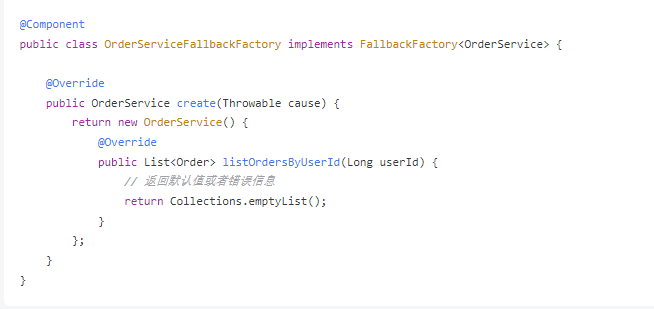 @Component
public class OrderServiceFallbackFactory implements FallbackFactory<OrderService> {
@Override
public OrderService create(Throwable cause) {
return new OrderService() {
@Override
public List<Order> listOrdersByUserId(Long userId) {
// 返回默认值或者错误信息
return Collections.emptyList();
}
};
}
}